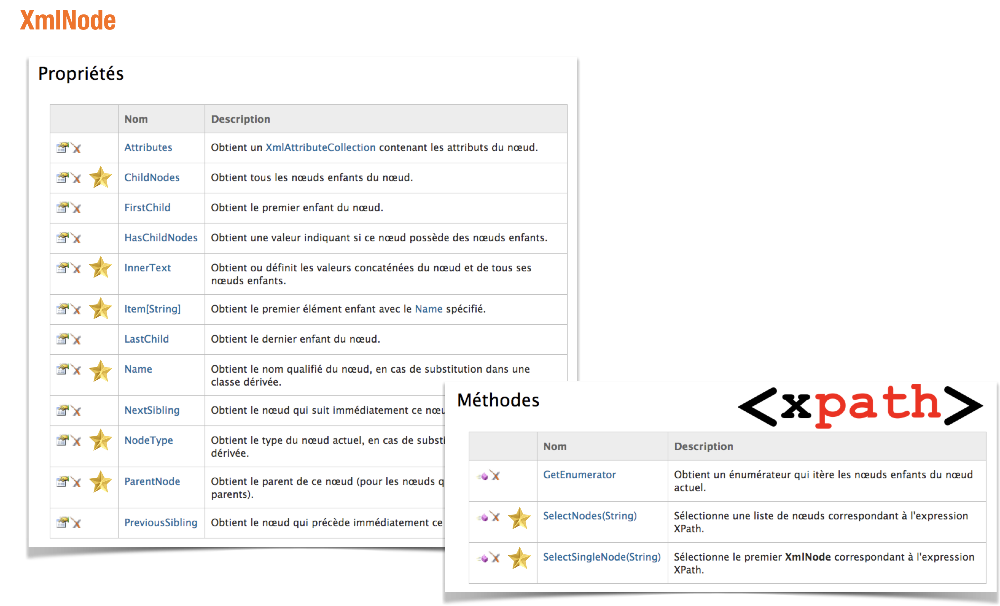 XmlNode
Propriétés
Nom Description
Attributes Obtient un XmlAttributeCollection contenant les attributs du nœud.
ChildNodes Obtient tous les nœuds enfants du nœud.
FirstChild Obtient le premier enfant du nœud.
HasChildNodes Obtient une valeur indiquant si ce nœud possède des nœuds enfants.
InnerText Obtient ou définit les valeurs concaténées du nœud et de tous ses
nœuds enfants.
Item[String] Obtient le premier élément enfant avec le Name spécifié.
LastChild Obtient le dernier enfant du nœud.
Name Obtient le nom qualifié du nœud, en cas de substitution dans une
classe dérivée.
NextSibling Obtient le nœud qui suit immédiatement ce
NodeType Obtient le type du nœud actuel, en cas de
dérivée.
ParentNode Obtient le parent de ce nœud (pour les nœuds
parents).
PreviousSibling Obtient le nœud qui précède immédiatement ce
Méthodes
<xpath>
Nom Description
GetEnumerator Obtient un énumérateur qui itère les nœuds enfants du nœud
actuel.
SelectNodes(String) Sélectionne une liste de nœuds correspondant à l'expression
XPath.
SelectSingleNode(String) Sélectionne le premier XmlNode correspondant à l'expression
XPath.